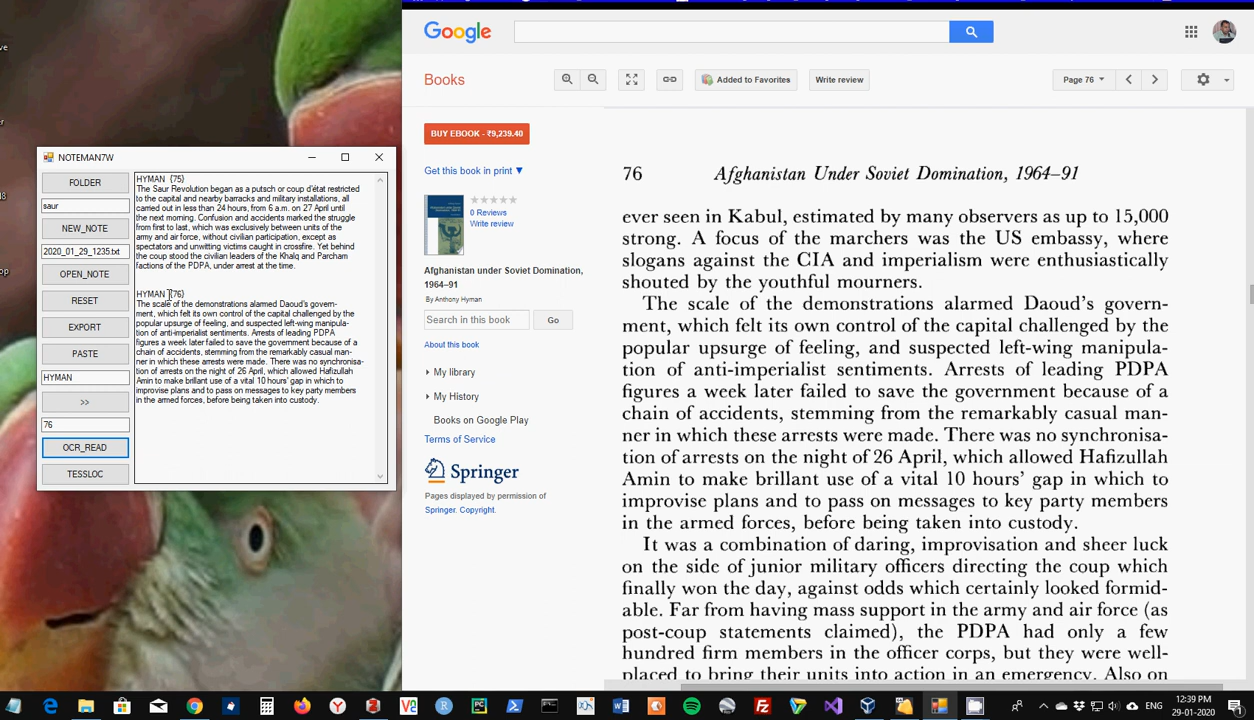 NOTEMAN7W
FOLDER
saur
NEW_NOTE
2020_01_29_1235.txt
OPEN_NOTE
RESET
EXPORT
PASTE
HYMAN
>>
76
OCR_READ
TESSLOC
HYMAN {75}
The Saur Revolution began as a putsch or coup d'état restricted
to the capital and nearby barracks and military installations, all
carried out in less than 24 hours, from 6 a.m. on 27 April until
the next morning. Confusion and accidents marked the struggle
from first to last, which was exclusively between units of the
army and air force, without civilian participation, except as
spectators and unwitting victims caught in crossfire. Yet behind
the coup stood the civilian leaders of the Khalq and Parcham
factions of the PDPA, under arrest at the time.
HYMAN {76}
The scale of the demonstrations alarmed Daoud's govern-
ment, which felt its own control of the capital challenged by the
popular upsurge of feeling, and suspected left-wing manipula-
tion of anti-imperialist sentiments. Arrests of leading PDPA
figures a week later failed to save the government because of a
chain of accidents, stemming from the remarkably casual man-
ner in which these arrests were made. There was no synchronisa-
tion of arrests on the night of 26 April, which allowed Hafizullah
Amin to make brillant use of a vital 10 hours' gap in which to
improvise plans and to pass on messages to key party members
in the armed forces, before being taken into custody.
Google
Books
Added to Favorites
Write review
Page 76
BUY EBOOK - ₹9,239.40
Get this book in print ▼
0 Reviews
Write review
Afghanistan under Soviet Domination,
1964–91
By Anthony Hyman
Search in this book
Go
About this book
My library
My History
Books on Google Play
Terms of Service
Springer
Pages displayed by permission of
Springer. Copyright.
76 Afghanistan Under Soviet Domination, 1964–91
ever seen in Kabul, estimated by many observers as up to 15,000
strong. A focus of the marchers was the US embassy, where
slogans against the CIA and imperialism were enthusiastically
shouted by the youthful mourners.
The scale of the demonstrations alarmed Daoud's govern-
ment, which felt its own control of the capital challenged by the
popular upsurge of feeling, and suspected left-wing manipula-
tion of anti-imperialist sentiments. Arrests of leading PDPA
figures a week later failed to save the government because of a
chain of accidents, stemming from the remarkably casual man-
ner in which these arrests were made. There was no synchronisa-
tion of arrests on the night of 26 April, which allowed Hafizullah
Amin to make brillant use of a vital 10 hours' gap in which to
improvise plans and to pass on messages to key party members
in the armed forces, before being taken into custody.
It was a combination of daring, improvisation and sheer luck
on the side of junior military officers directing the coup which
finally won the day, against odds which certainly looked formid-
able. Far from having mass support in the army and air force (as
post-coup statements claimed), the PDPA had only a few
hundred firm members in the officer corps, but they were well-
placed to bring their units into action in an emergency. Also on
ENG
12:39 PM
29-01-2020